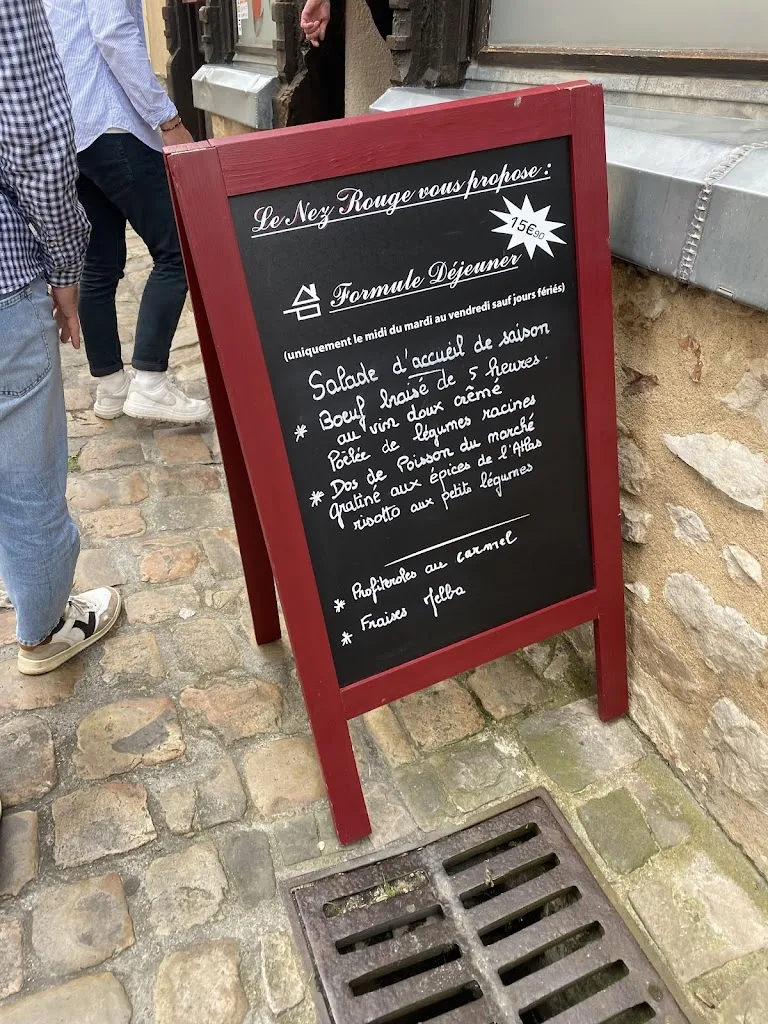 Le Nez Rouge vous propose :
15€90
Formule Déjeuner
(uniquement le midi du mardi au vendredi sauf jours fériés)
Salade d'accueil de saison
* Boeuf braisé de 5 heures.
au vin doux crêmé
Poêlée de légumes racines
* Dos de Poisson du marché
gratiné aux épices de l'Atlas
risotto aux petits légumes
* Profiteroles au carmel
* Fraises Melba